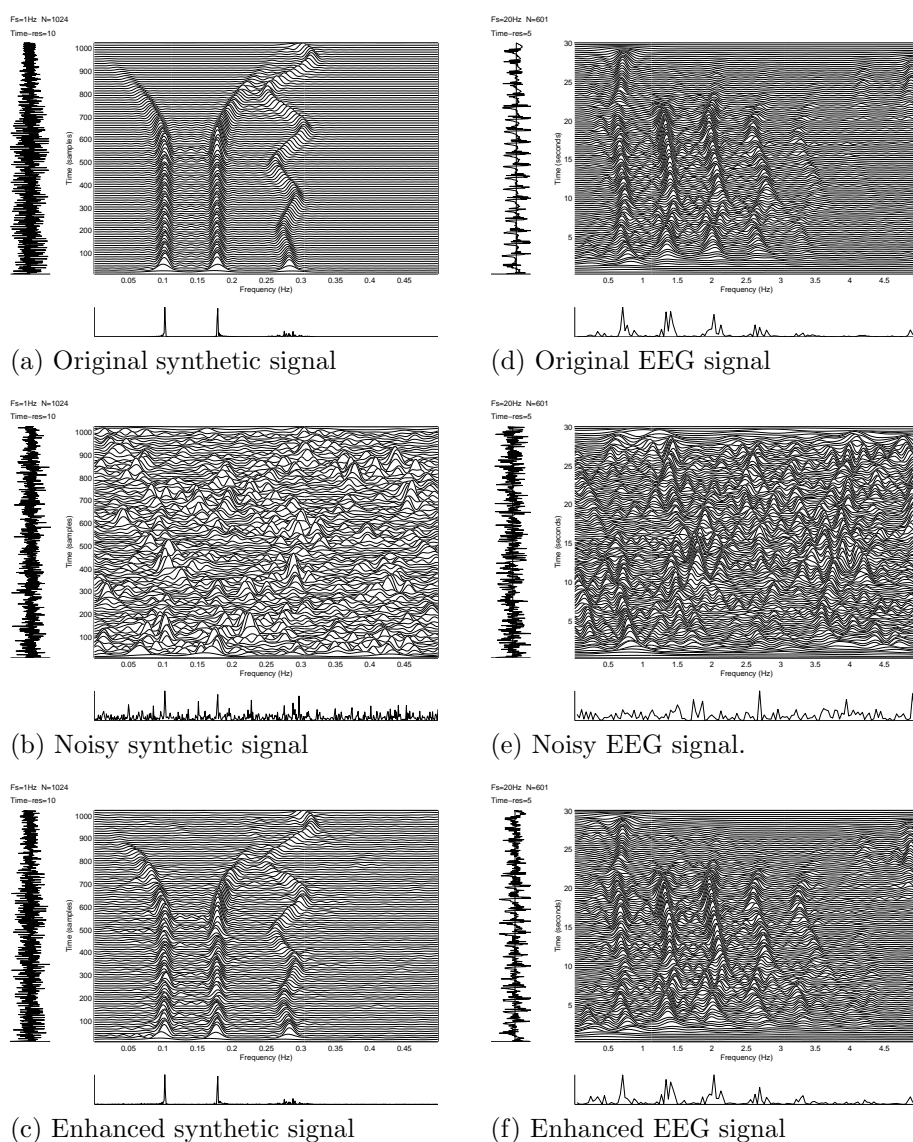 Fs=1Hz N=1024
Time-res=10
1000
900
800
700
600
500
400
300
200
100
Time (samples)
0.05 0.1 0.15 0.2 0.25 0.3 0.35 0.4 0.45
Frequency (Hz)
(a) Original synthetic signal
Fs=20Hz N=601
Time-res=5
30
25
20
15
10
5
Time (seconds)
0.5 1 1.5 2 2.5 3 3.5 4 4.5
Frequency (Hz)
(d) Original EEG signal
Fs=1Hz N=1024
Time-res=10
1000
900
800
700
600
500
400
300
200
100
Time (samples)
0.05 0.1 0.15 0.2 0.25 0.3 0.35 0.4 0.45
Frequency (Hz)
(b) Noisy synthetic signal
Fs=20Hz N=601
Time-res=5
30
25
20
15
10
5
Time (seconds)
0.5 1 1.5 2 2.5 3 3.5 4 4.5
Frequency (Hz)
(e) Noisy EEG signal.
Fs=1Hz N=1024
Time-res=10
1000
900
800
700
600
500
400
300
200
100
Time (samples)
0.05 0.1 0.15 0.2 0.25 0.3 0.35 0.4 0.45
Frequency (Hz)
(c) Enhanced synthetic signal
Fs=20Hz N=601
Time-res=5
30
25
20
15
10
5
Time (seconds)
0.5 1 1.5 2 2.5 3 3.5 4 4.5
Frequency (Hz)
(f) Enhanced EEG signal